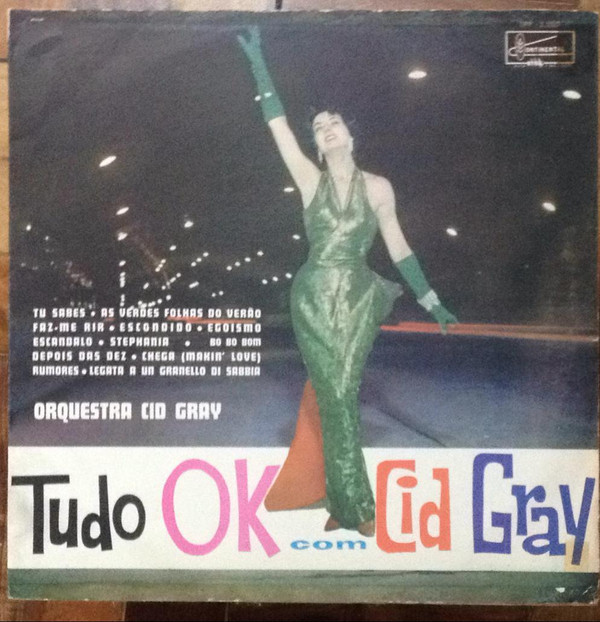 CONTINENTAL
TU SABES • AS VERDES FOLHAS DO VERÃO
FAZ-ME RIR • ESCONDIDO • EGOISMO
ESCANDALO • STEPHANIA • BO BO BOM
DEPOIS DAS DEZ • CHEGA (MAKIN' LOVE)
RUMORES • LEGATA A UN GRANELLO DI SABBIA
ORQUESTRA CID GRAY
Tudo OK com Cid Gray